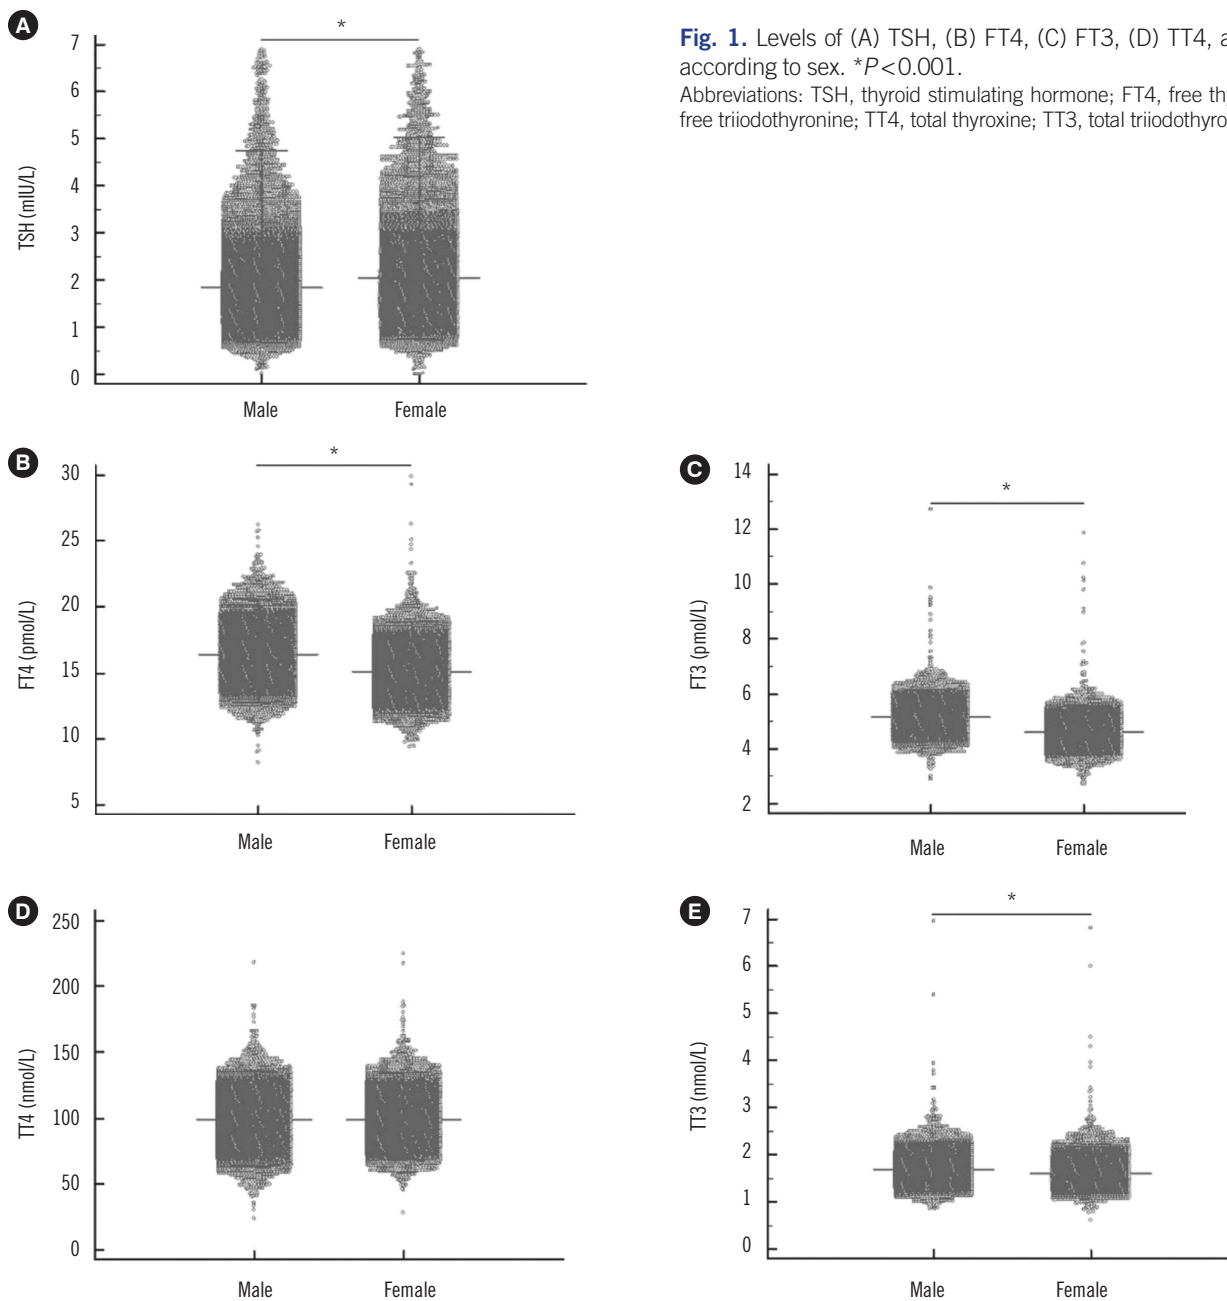 A
*
7
6
5
4
3
2
1
0
TSH (mIU/L)
Male Female
Fig. 1. Levels of (A) TSH, (B) FT4, (C) FT3, (D) TT4,
according to sex. *P<0.001.
Abbreviations: TSH, thyroid stimulating hormone; FT4, free
free triiodothyronine; TT4, total thyroxine; TT3, total
B
*
30
25
20
15
10
5
FT4 (pmol/L)
Male Female
C
*
14
12
10
8
6
4
2
FT3 (pmol/L)
Male Female
D
250
200
150
100
50
0
TT4 (nmol/L)
Male Female
E
*
7
6
5
4
3
2
1
0
TT3 (nmol/L)
Male Female